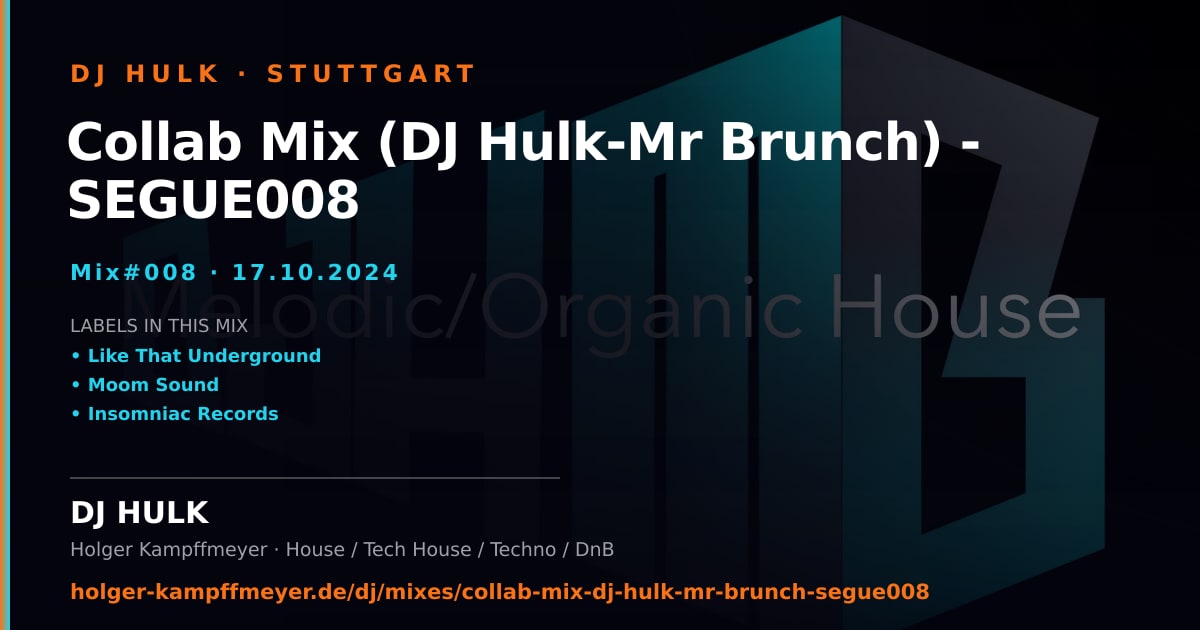 DJ HULK · STUTTGART
Collab Mix (DJ Hulk-Mr Brunch) -
SEGUE008
Mix#008 · 17.10.2024
Melodic/Organic House
LABELS IN THIS MIX
• Like That Underground
• Moom Sound
• Insomniac Records
DJ HULK
Holger Kampffmeyer · House / Tech House / Techno / DnB
holger-kampffmeyer.de/dj/mixes/collab-mix-dj-hulk-mr-brunch-segue008